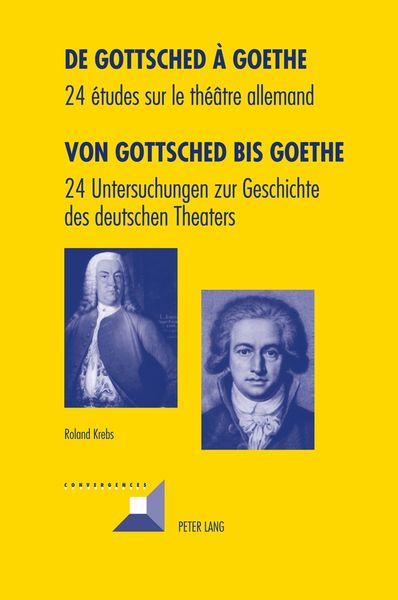 DE GOTTSCHED À GOETHE
24 études sur le théâtre allemand
VON GOTTSCHED BIS GOETHE
24 Untersuchungen zur Geschichte
des deutschen Theaters
Roland Krebs
CONVERGENCES
PETER LANG